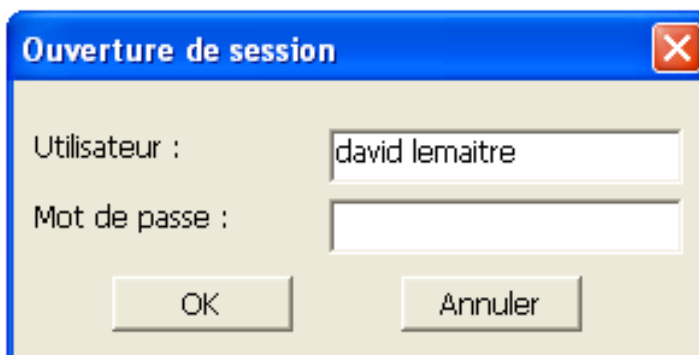 Ouverture de session
Utilisateur :
david lemaitre
Mot de passe :
OK
Annuler